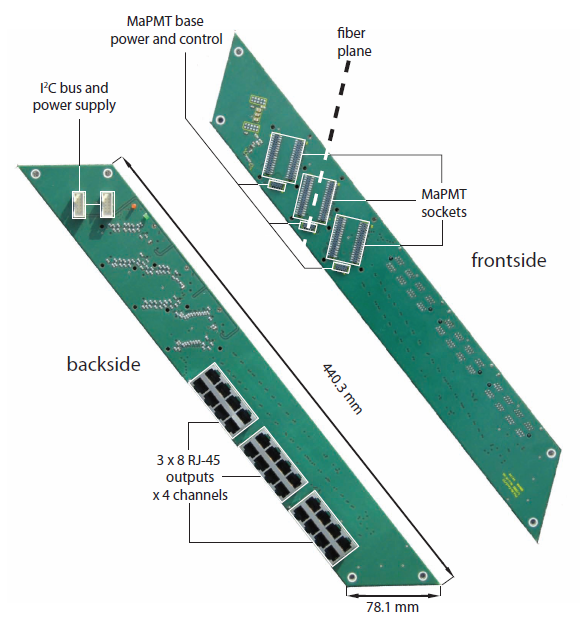 MaPMT base
power and control
fiber
plane
I²C bus and
power supply
MaPMT
sockets
frontside
backside
440.3 mm
3 x 8 RJ-45
outputs
x 4 channels
78.1 mm